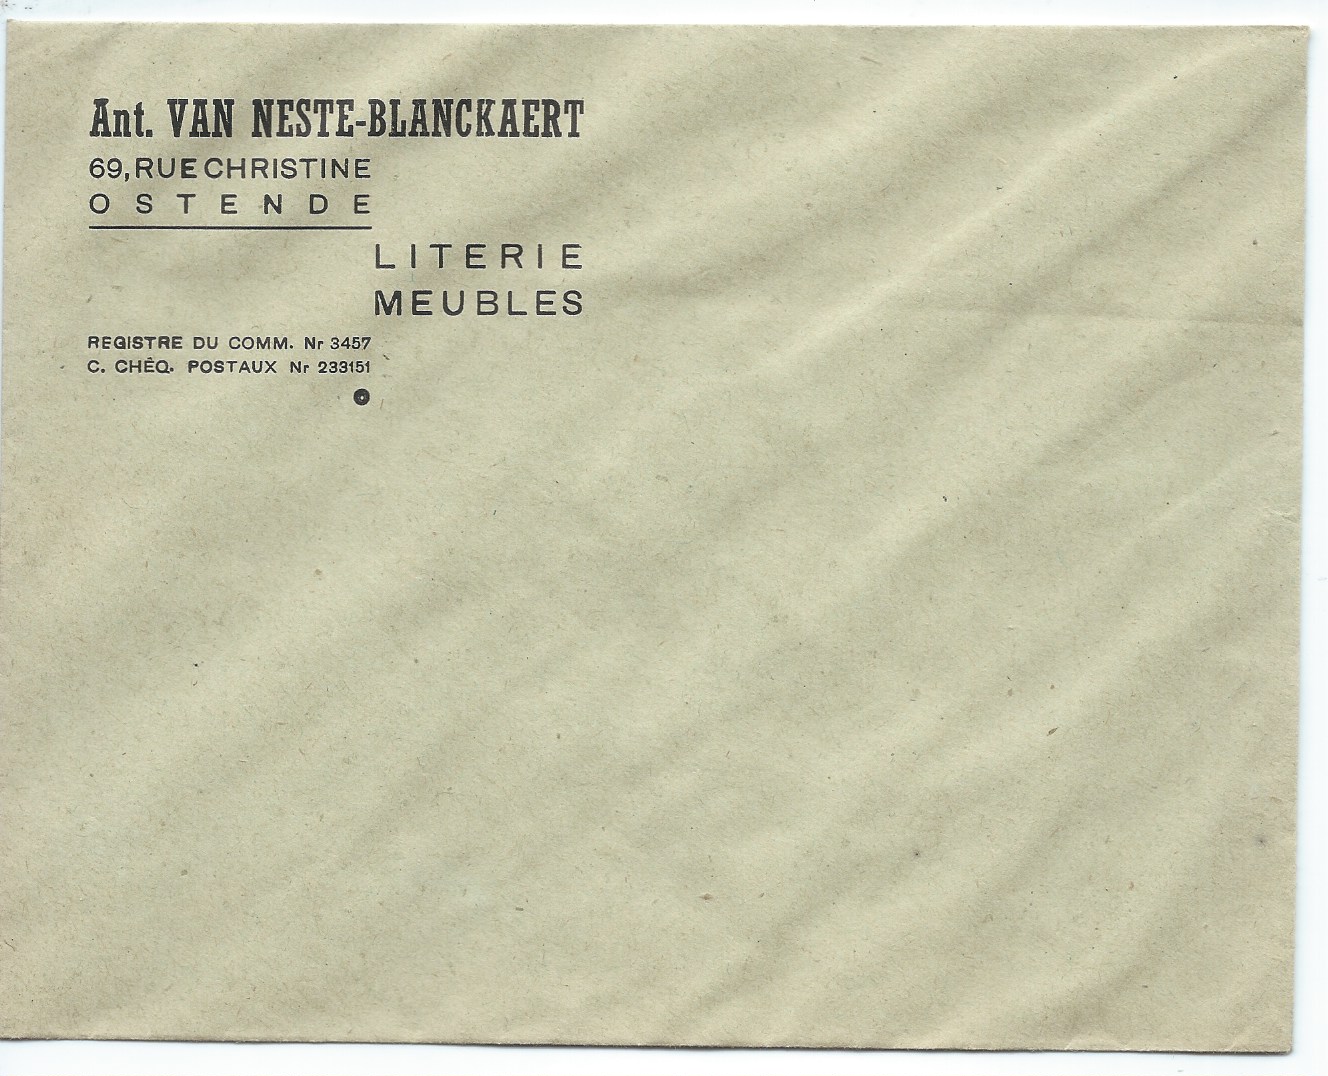 Ant. VAN NESTE-BLANCKAERT
69, RUE CHRISTINE
OSTENDE
LITERIE
MEUBLES
REGISTRE DU COMM. Nr 3457
C. CHÈQ. POSTAUX Nr 233151